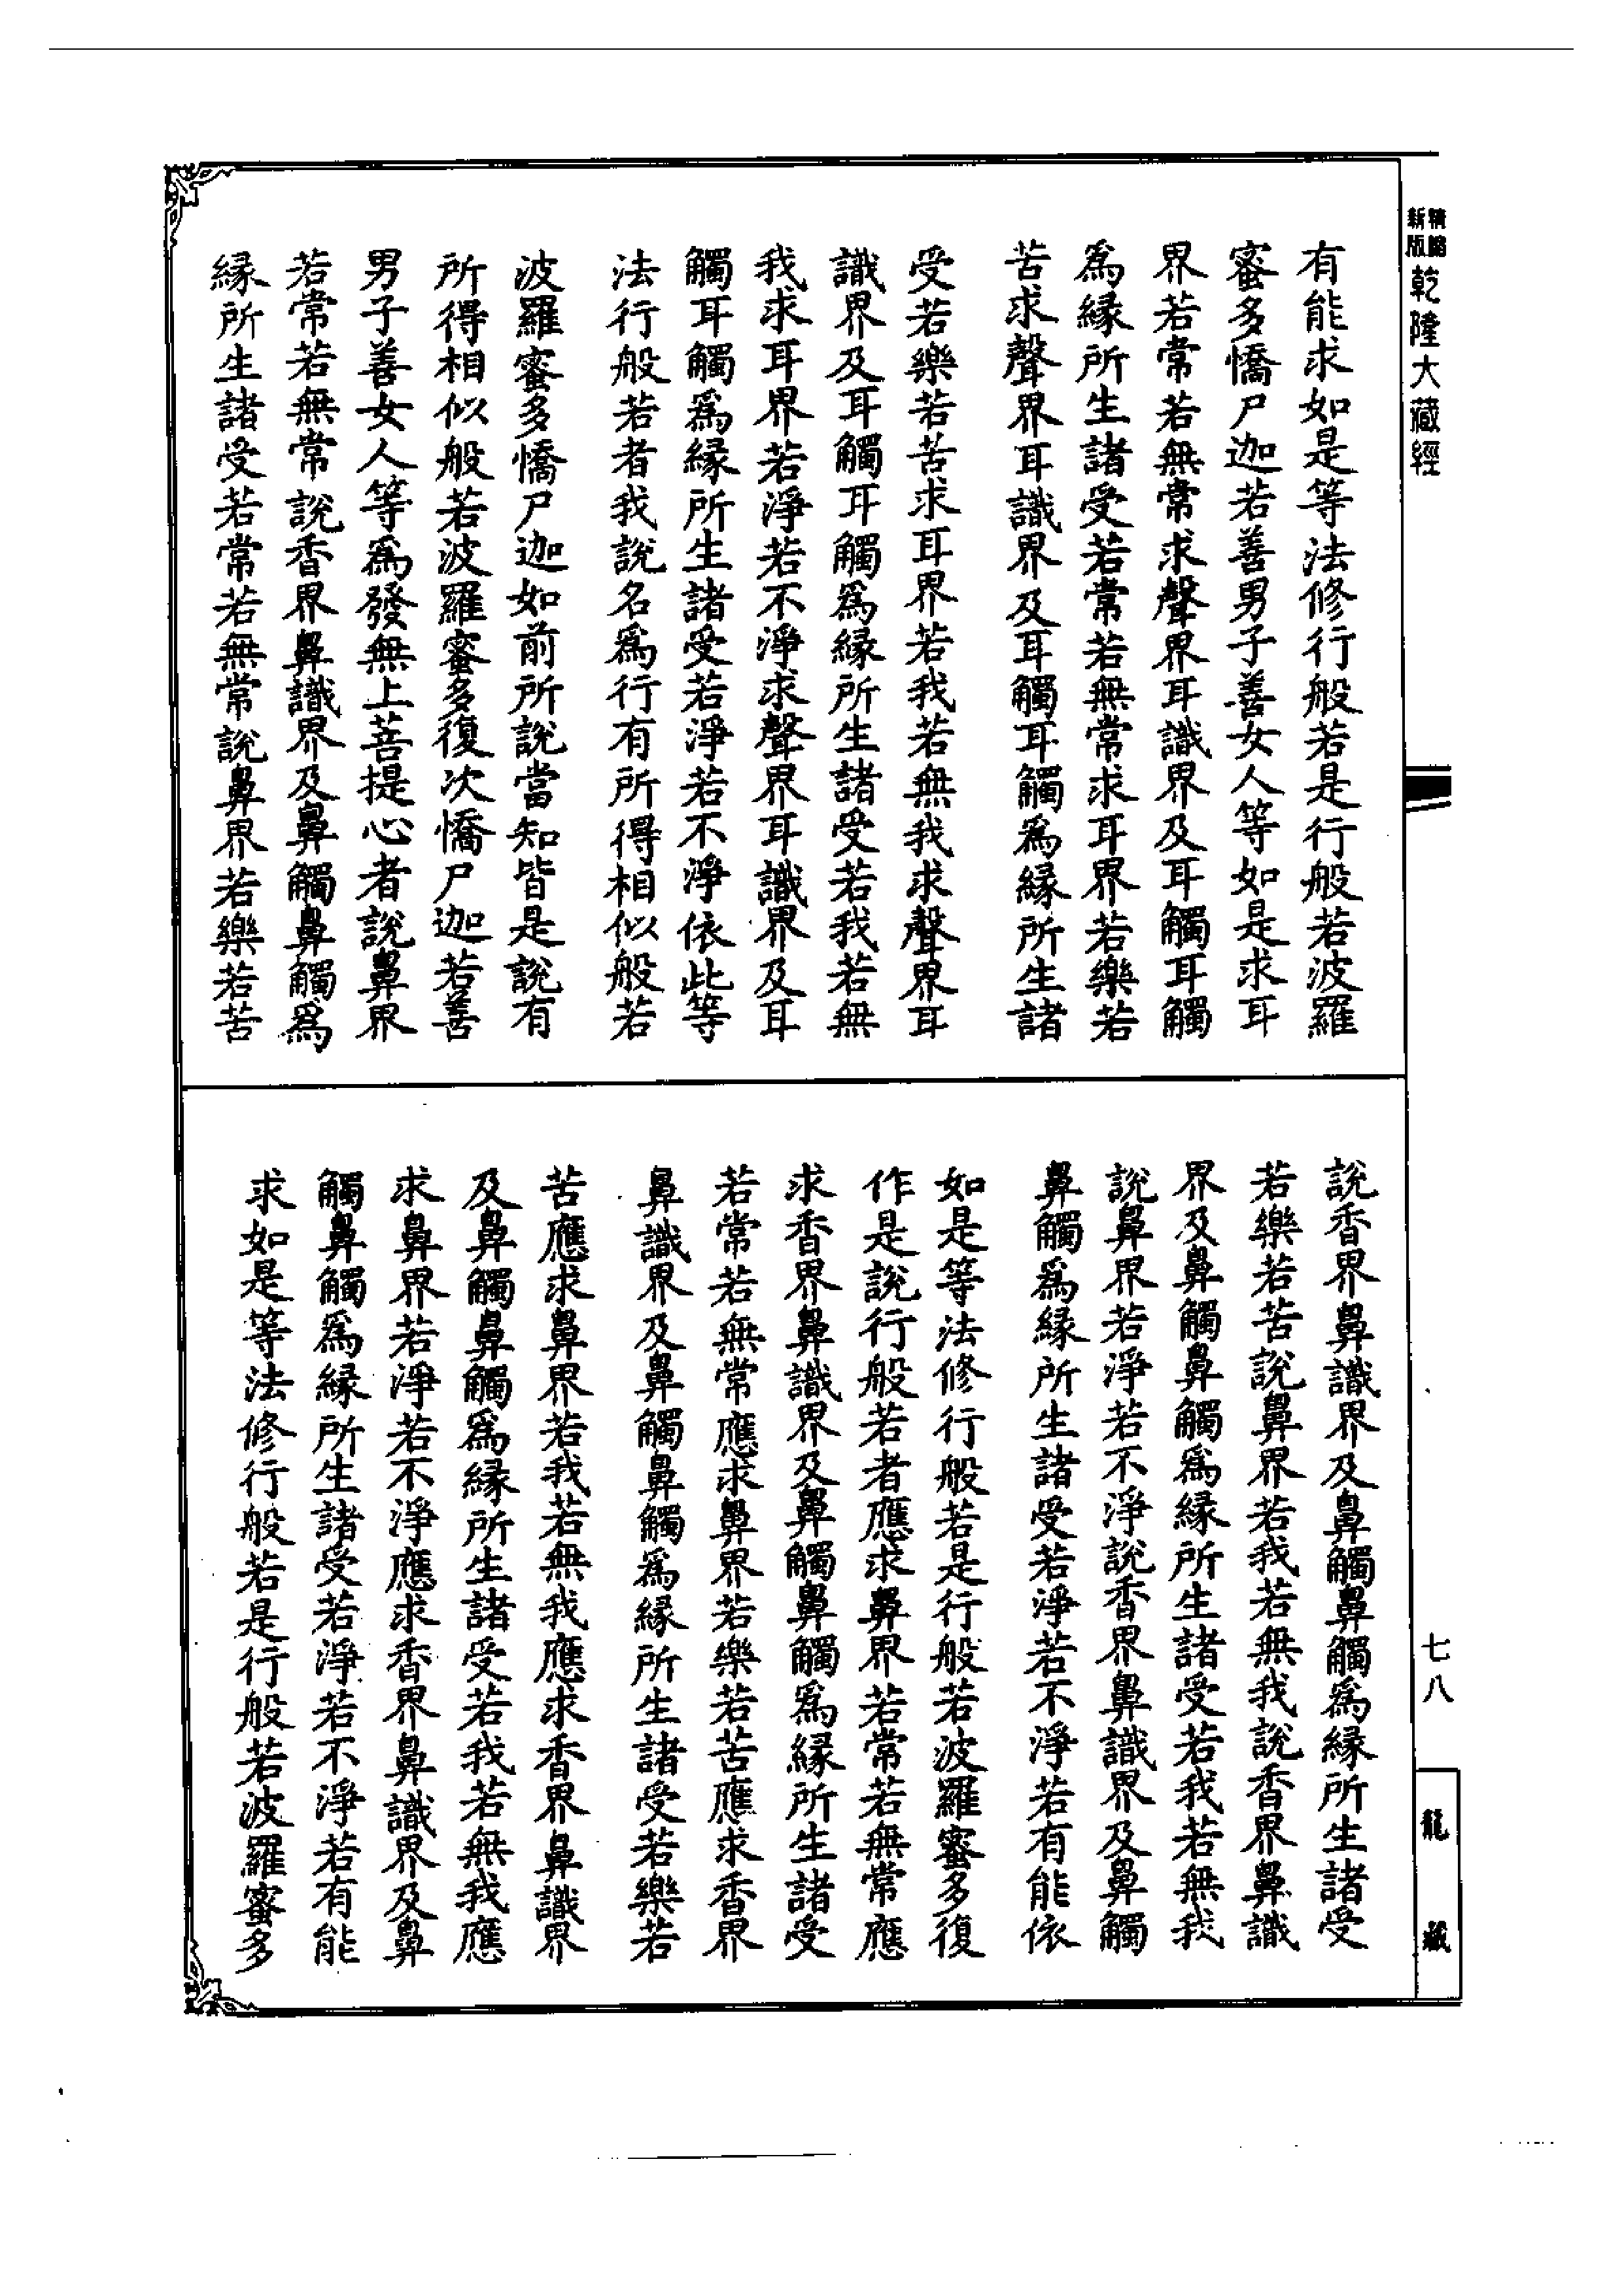 精編
新版
乾隆大藏經
有能求如是等法修行般若是行般若波羅
蜜多憍尸迦若善男子善女人等如是求耳
界若常若無常求聲界耳識界及耳觸耳觸
爲緣所生諸受若常若無常求耳界若樂若
苦求聲界耳識界及耳觸耳觸爲緣所生諸
受若樂若苦求耳界若我若無我求聲界耳
識界及耳觸耳觸爲緣所生諸受若我若無
我求耳界若淨若不淨求聲界耳識界及耳
觸耳觸爲緣所生諸受若淨若不淨依此等
法行般若者我說名爲行有所得相似般若
波羅蜜多憍尸迦如前所說當知皆是說有
所得相似般若波羅蜜多復次憍尸迦若善
男子善女人等爲發無上菩提心者說鼻界
若常若無常說香界鼻識界及鼻觸鼻觸爲
緣所生諸受若常若無常說鼻界若樂若苦
說香界鼻識界及鼻觸鼻觸爲緣所生諸受
若樂若苦說鼻界若我若無我說香界鼻識
界及鼻觸鼻觸爲緣所生諸受若我若無我
說鼻界若淨若不淨說香界鼻識界及鼻觸
鼻觸爲緣所生諸受若淨若不淨若有能依
如是等法修行般若是行般若波羅蜜多復
作是說行般若者應求鼻界若常若無常應
求香界鼻識界及鼻觸鼻觸爲緣所生諸受
若常若無常應求鼻界若樂若苦應求香界
鼻識界及鼻觸鼻觸爲緣所生諸受若樂若
苦應求鼻界若我若無我應求香界鼻識界
及鼻觸鼻觸爲緣所生諸受若我若無我應
求鼻界若淨若不淨應求香界鼻識界及鼻
觸鼻觸爲緣所生諸受若淨若不淨若有能
求如是等法修行般若是行般若波羅蜜多
七八
龍藏